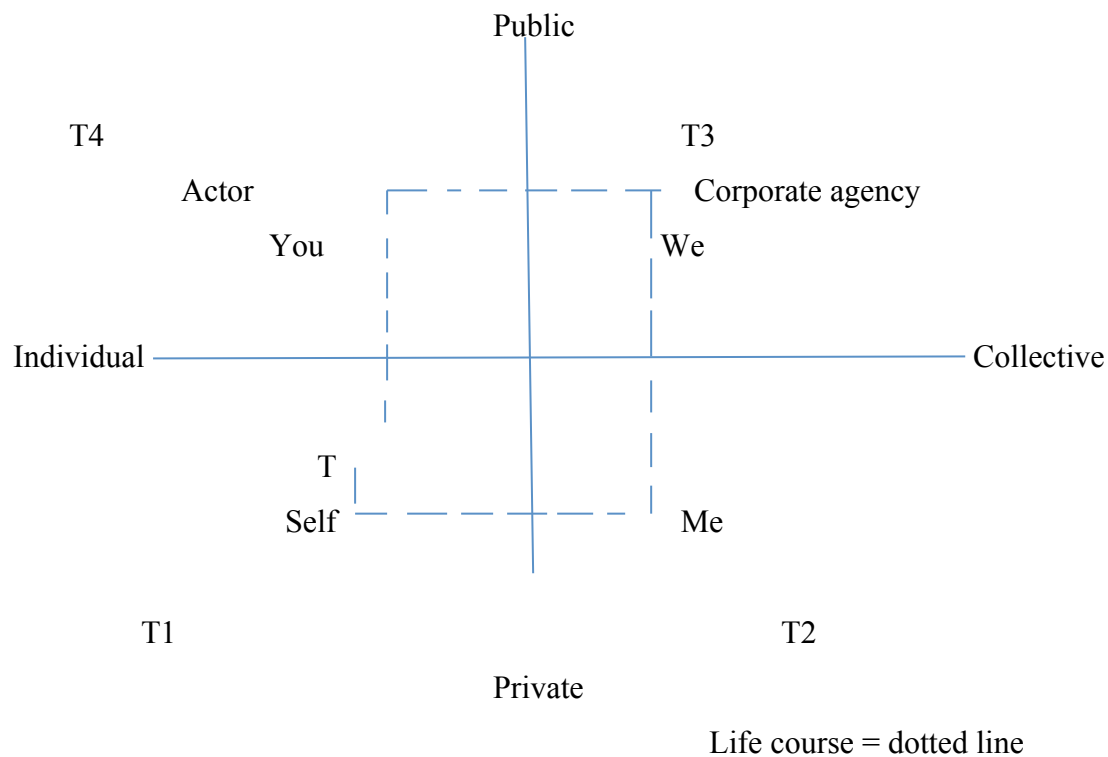 Public
T4 T3
Actor Corporate agency
You We
Individual Collective
T
Self Me
T1 T2
Private
Life course = dotted line